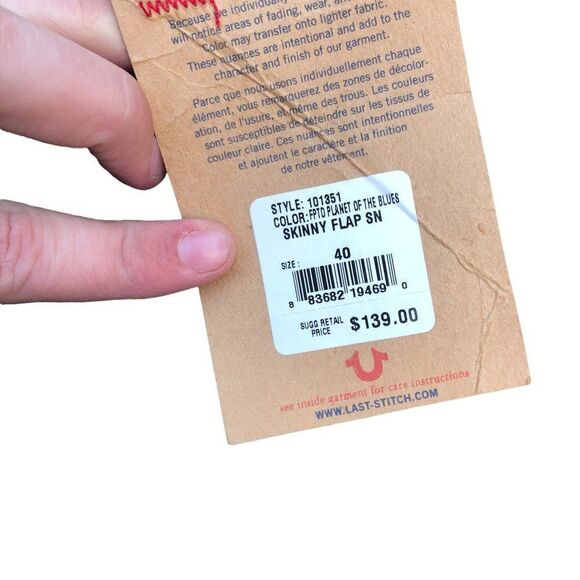 Because we individually
will notice areas of fading, wear, and
Color may transfer onto lighter fabric.
These nuances are intentional and add to the
character and finish of our garment.
Parce que nous usons individuellement chaque
élément, vous remarquerez des zones de décolor-
ation, de l'usure, et même des trous. Les couleurs
sont susceptibles de déteindre sur les tissus de
couleur claire. Ces nuances sont intentionnelles
et ajoutent le caractère et la finition
de notre vêtement.
STYLE: 101351
COLOR:FPTD PLANET OF THE BLUES
SKINNY FLAP SN
SIZE: 40
8 83682 19469 0
SUGG RETAIL PRICE $139.00
see inside garment for care instructions
WWW.LAST-STITCH.COM